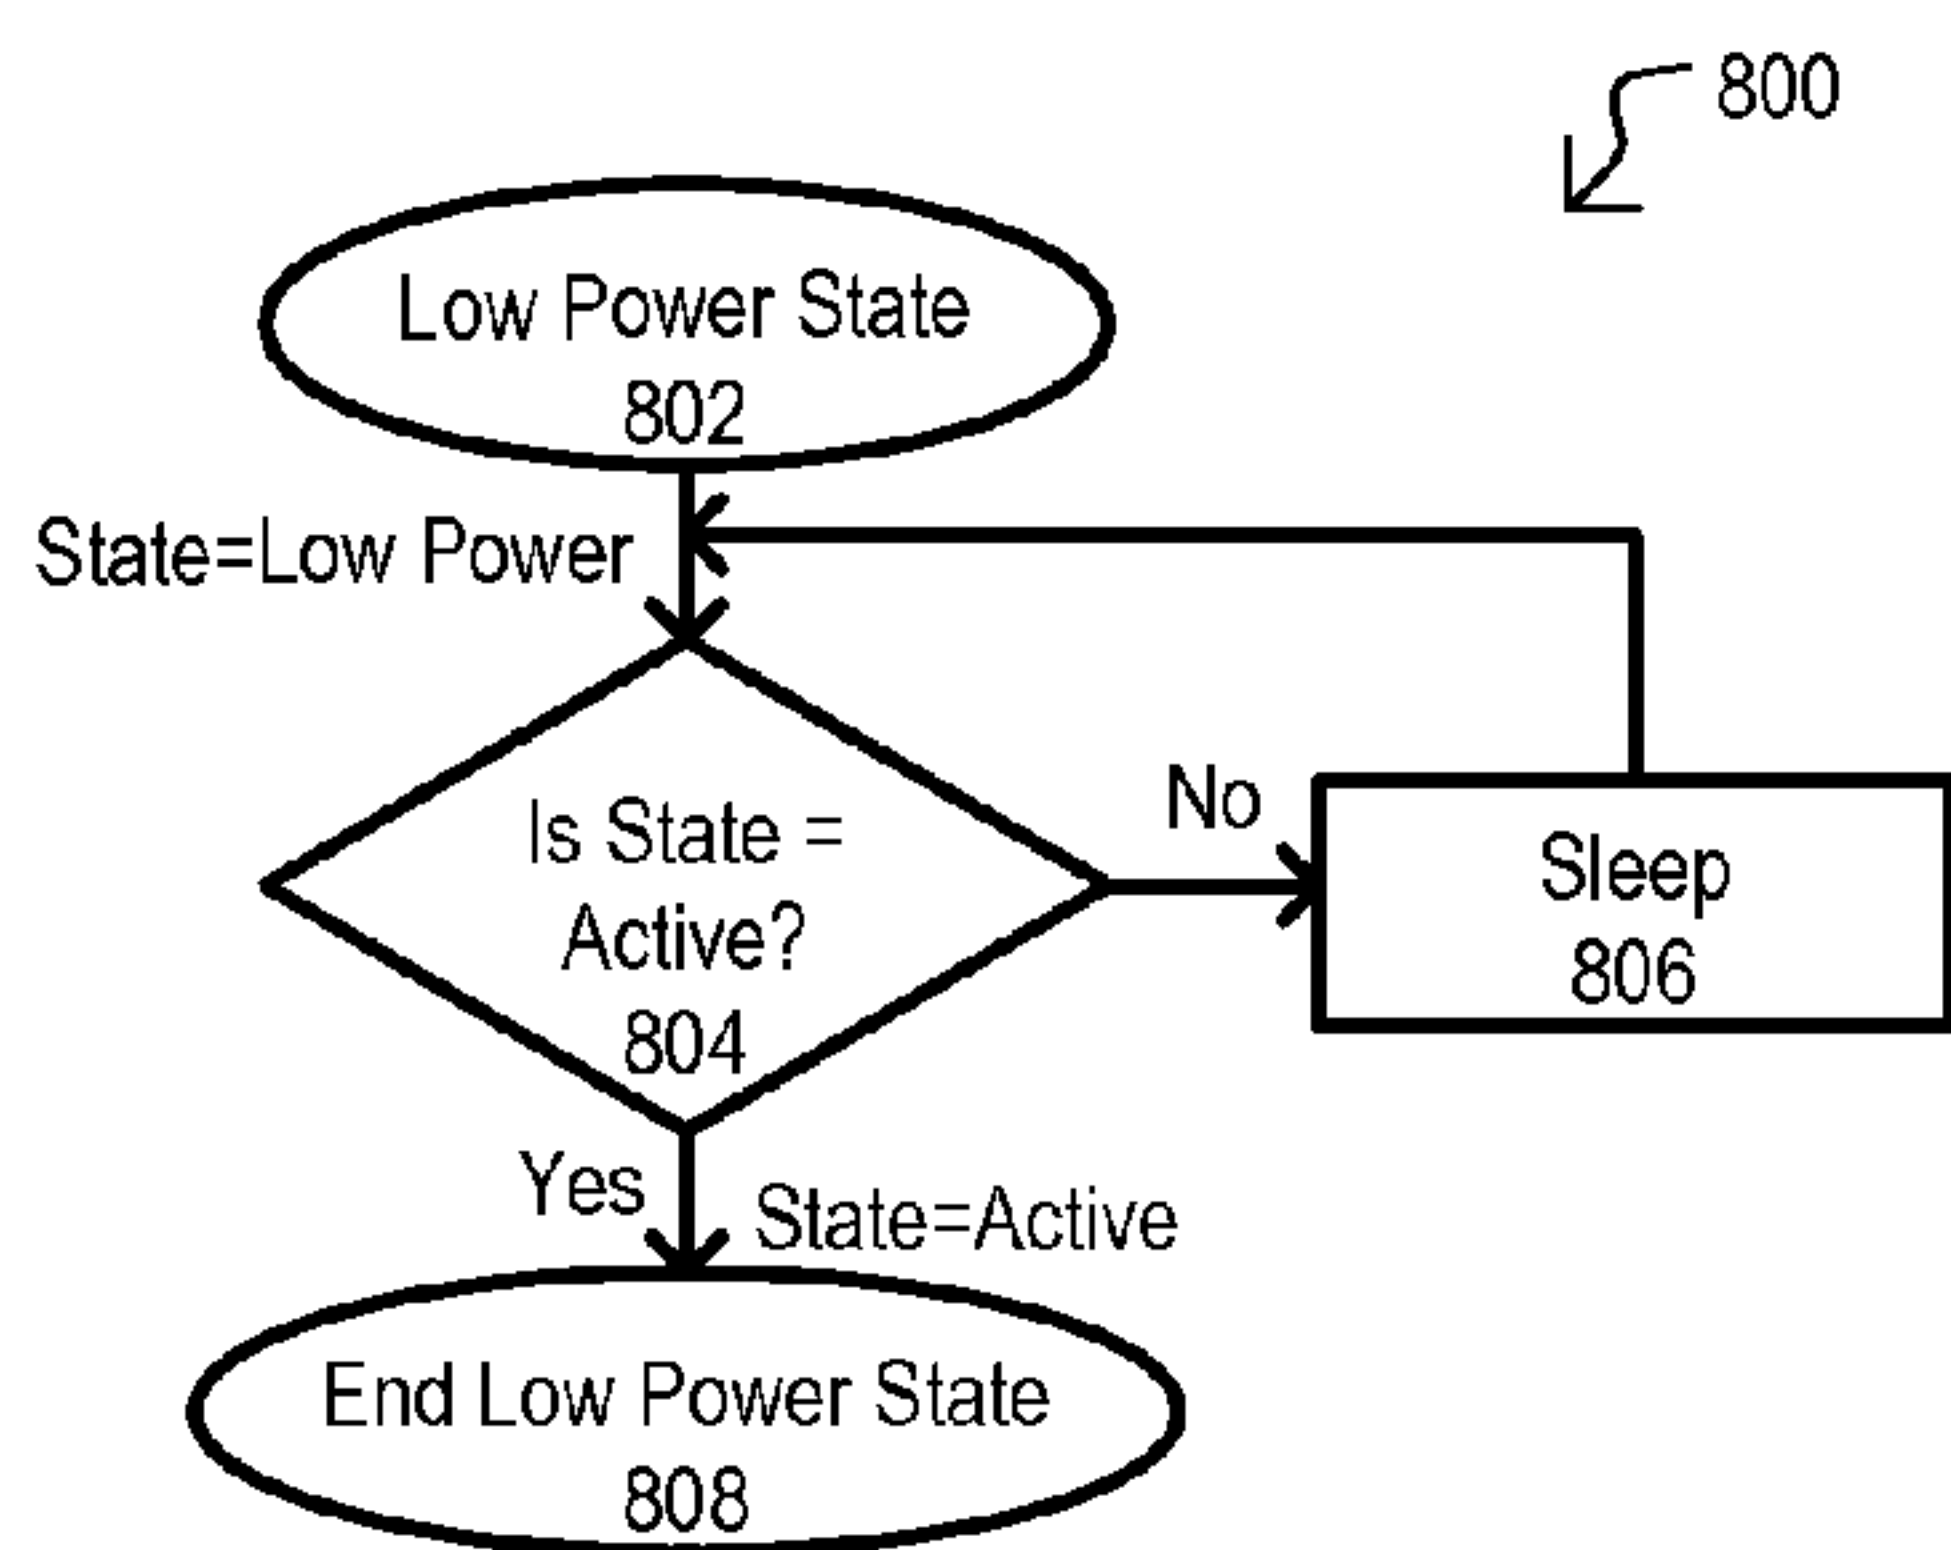 800
Low Power State
802
State=Low Power
Is State =
Active?
804
No
Sleep
806
Yes
State=Active
End Low Power State
808